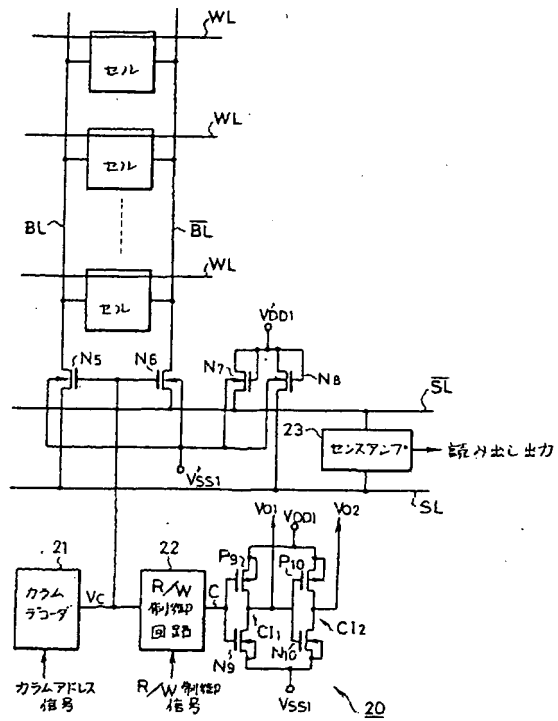 WL
セル
WL
セル
BL
BL
WL
セル
N5
N6
VDD1
N7
N8
SL
23
センスアンプ
読み出し出力
VSS1
SL
VO1
VDD1
VO2
21
22
P9
P10
カラム
デコーダ
VC
R/W
制御
回路
C
CI1
CI2
N9
N10
カラムアドレス
信号
R/W制御
信号
VSS1
20